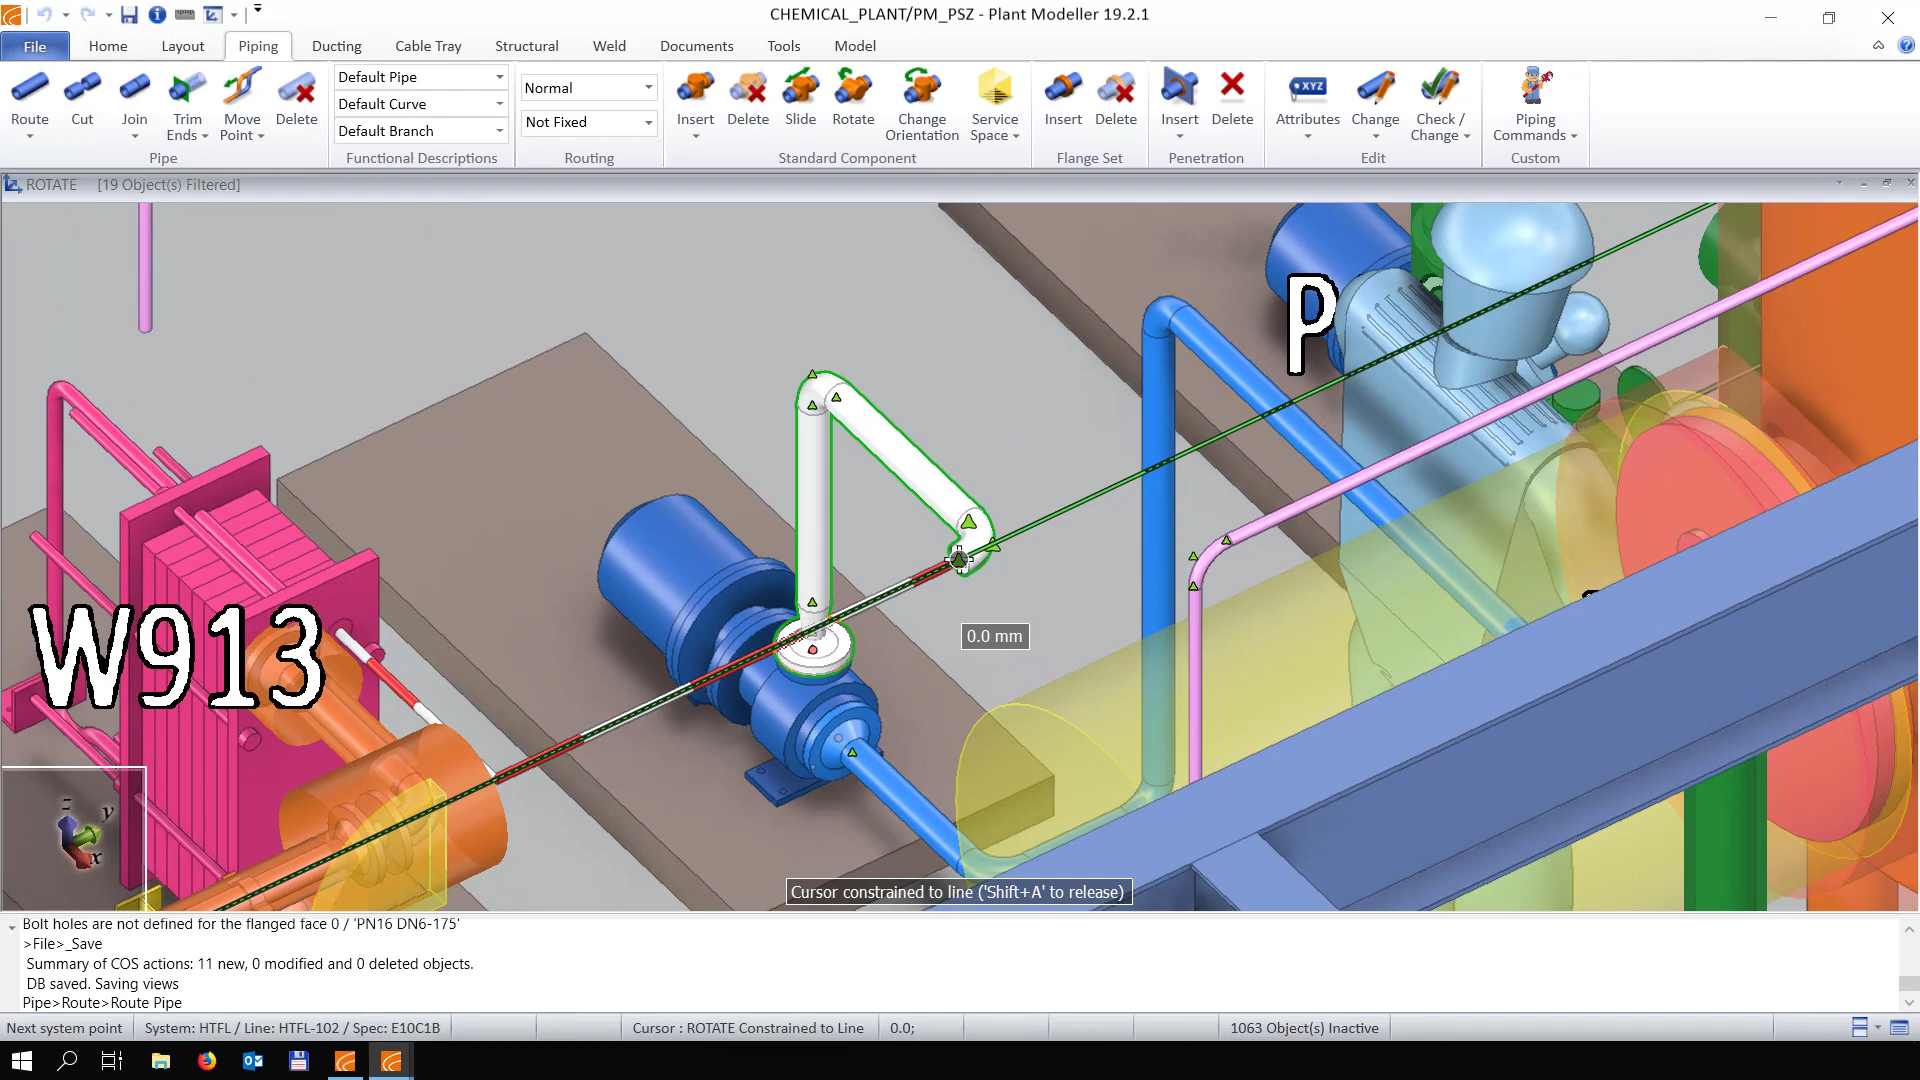 CHEMICAL_PLANT/PM_PSZ - Plant Modeller 19.2.1
File Home Layout Piping Ducting Cable Tray Structural Weld Documents Tools Model
Route Cut Join Trim Ends Move Point Delete
Pipe
Default Pipe
Default Curve
Default Branch
Functional Descriptions
Normal
Not Fixed
Routing
Insert Delete Slide Rotate Change Orientation Service Space
Standard Component
Insert Delete
Flange Set
Insert Delete
Penetration
XYZ
Attributes Change Check / Change
Edit
Piping Commands
Custom
ROTATE [19 Object(s) Filtered]
P
W913
0.0 mm
z
y
x
Cursor constrained to line ('Shift+A' to release)
Bolt holes are not defined for the flanged face 0 / 'PN16 DN6-175'
>File>_Save
Summary of COS actions: 11 new, 0 modified and 0 deleted objects.
DB saved. Saving views
Pipe>Route>Route Pipe
Next system point System: HTFL / Line: HTFL-102 / Spec: E10C1B Cursor : ROTATE Constrained to Line 0.0; 1063 Object(s) Inactive